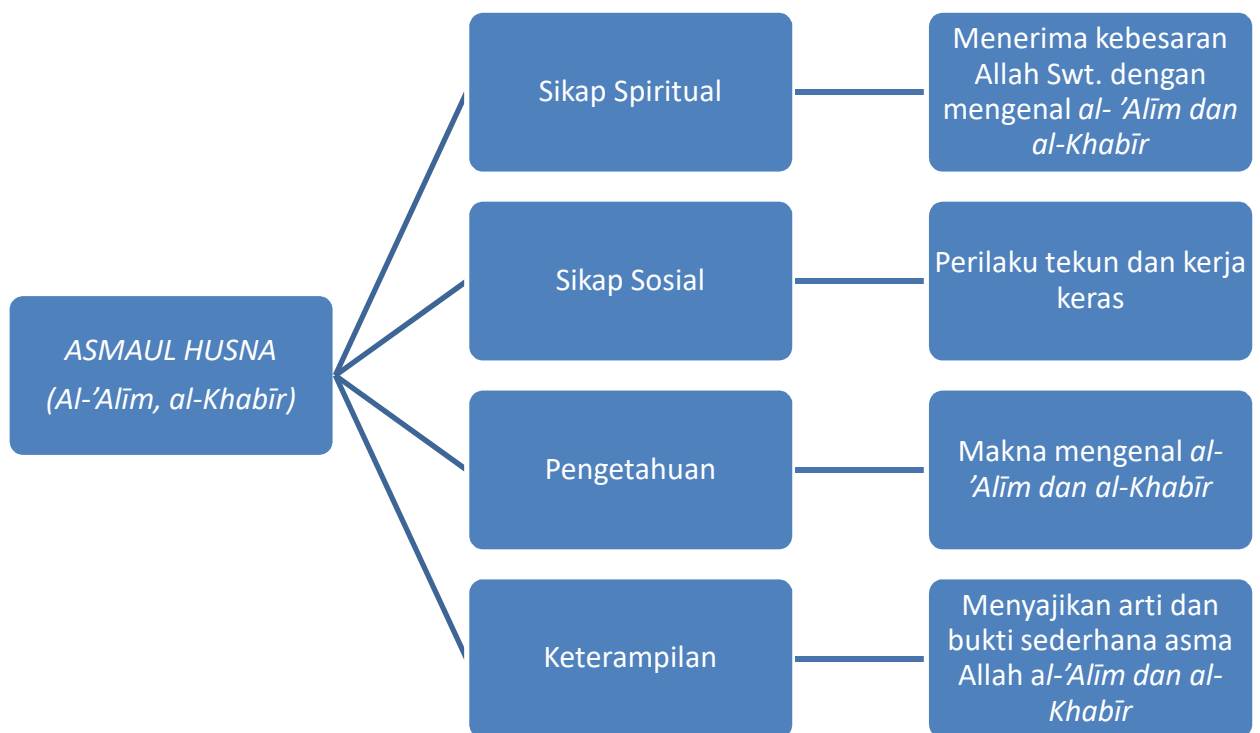 ASMAUL HUSNA
(Al-’Alīm, al-Khabīr)
Sikap Spiritual
Menerima kebesaran
Allah Swt. dengan
mengenal al- ’Alīm dan
al-Khabīr
Sikap Sosial
Perilaku tekun dan kerja
keras
Pengetahuan
Makna mengenal al-
’Alīm dan al-Khabīr
Keterampilan
Menyajikan arti dan
bukti sederhana asma
Allah al-’Alīm dan al-
Khabīr